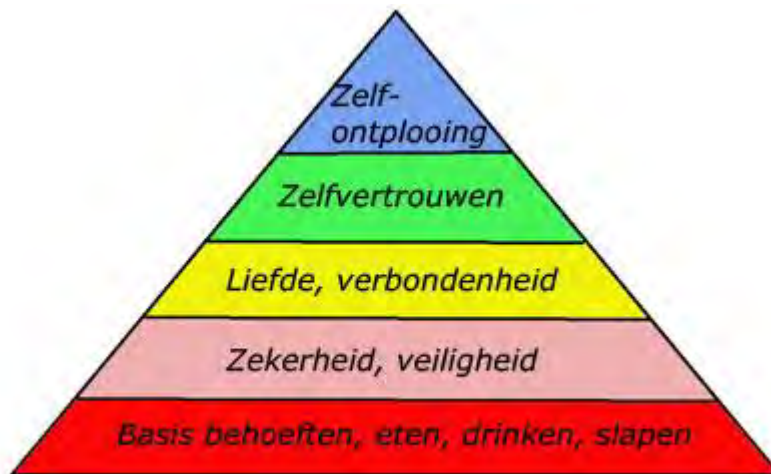 Zelf-
ontplooing
Zelfvertrouwen
Liefde, verbondenheid
Zekerheid, veiligheid
Basis behoeften, eten, drinken, slapen